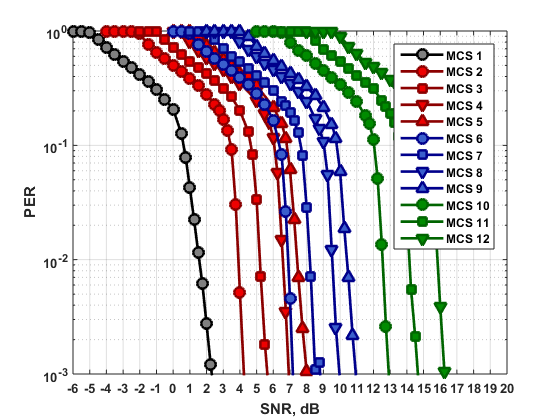 10^0
10^-1
10^-2
10^-3
PER
-6 -5 -4 -3 -2 -1 0 1 2 3 4 5 6 7 8 9 10 11 12 13 14 15 16 17 18 19 20
SNR, dB
MCS 1
MCS 2
MCS 3
MCS 4
MCS 5
MCS 6
MCS 7
MCS 8
MCS 9
MCS 10
MCS 11
MCS 12